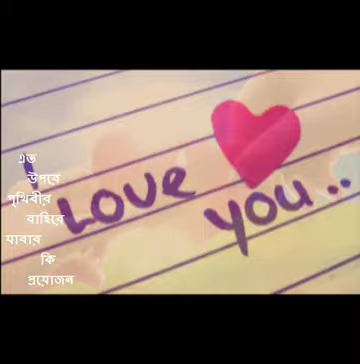 I LOVE
YOU..
এত
উপরে
পৃথিবীর
বাহিরে
যাবার
কি
প্রয়োজন